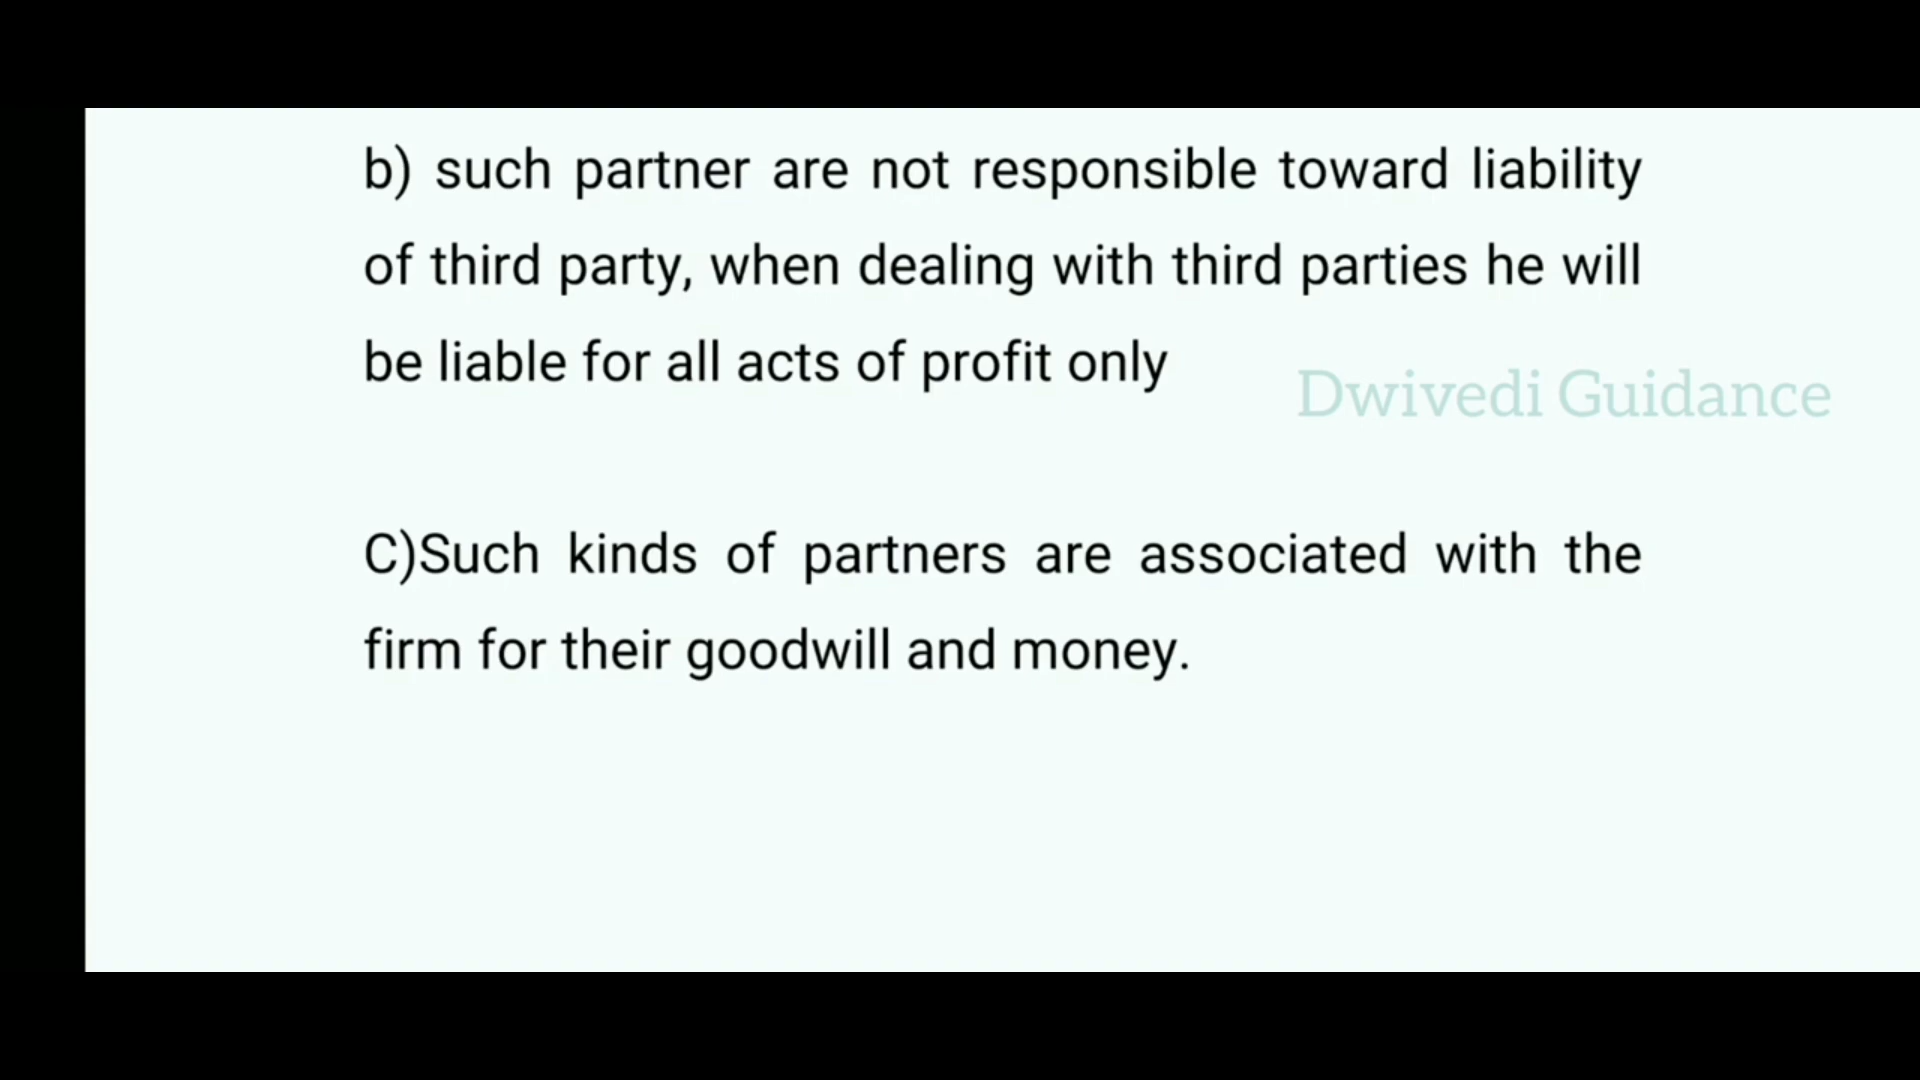 b) such partner are not responsible toward liability
of third party, when dealing with third parties he will
be liable for all acts of profit only
Dwivedi Guidance
C)Such kinds of partners are associated with the
firm for their goodwill and money.